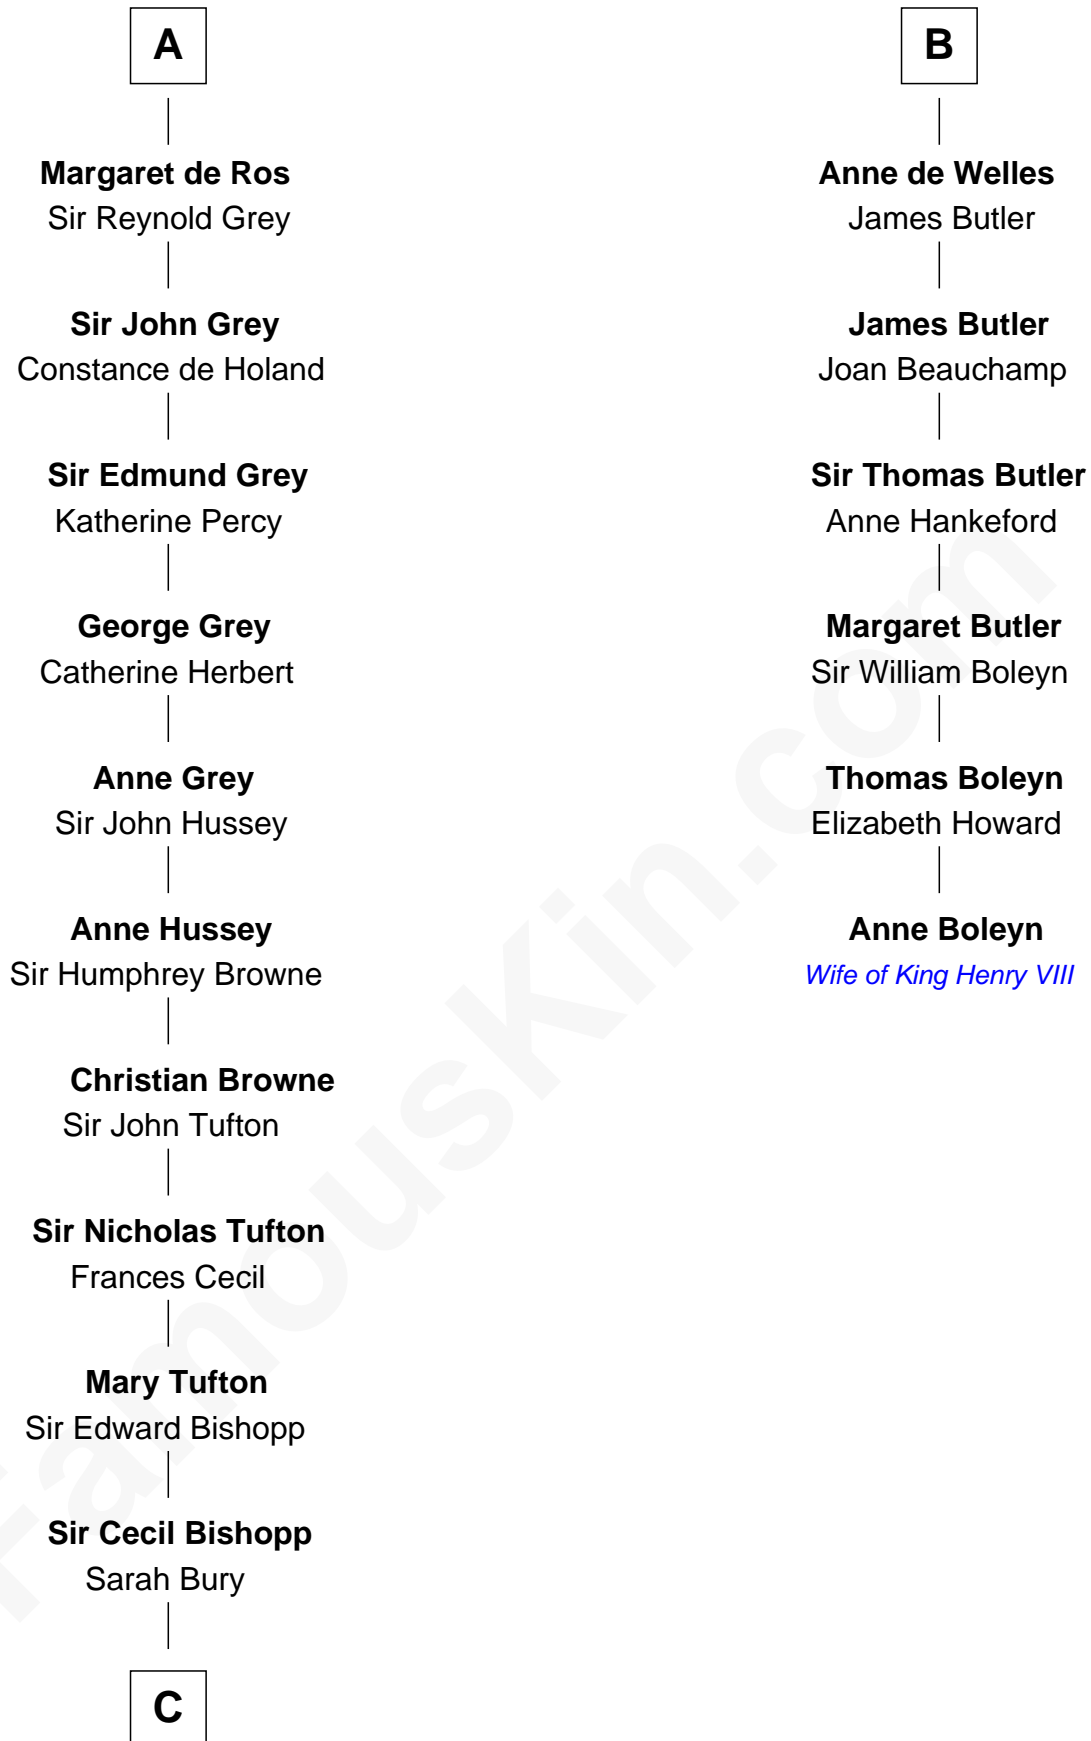 A
Margaret de Ros
Sir Reynold Grey
Sir John Grey
Constance de Holand
Sir Edmund Grey
Katherine Percy
George Grey
Catherine Herbert
Anne Grey
Sir John Hussey
Anne Hussey
Sir Humphrey Browne
Christian Browne
Sir John Tufton
Sir Nicholas Tufton
Frances Cecil
Mary Tufton
Sir Edward Bishopp
Sir Cecil Bishopp
Sarah Bury
C
B
Anne de Welles
James Butler
James Butler
Joan Beauchamp
Sir Thomas Butler
Anne Hankeford
Margaret Butler
Sir William Boleyn
Thomas Boleyn
Elizabeth Howard
Anne Boleyn
Wife of King Henry VIII
FamousKin.com